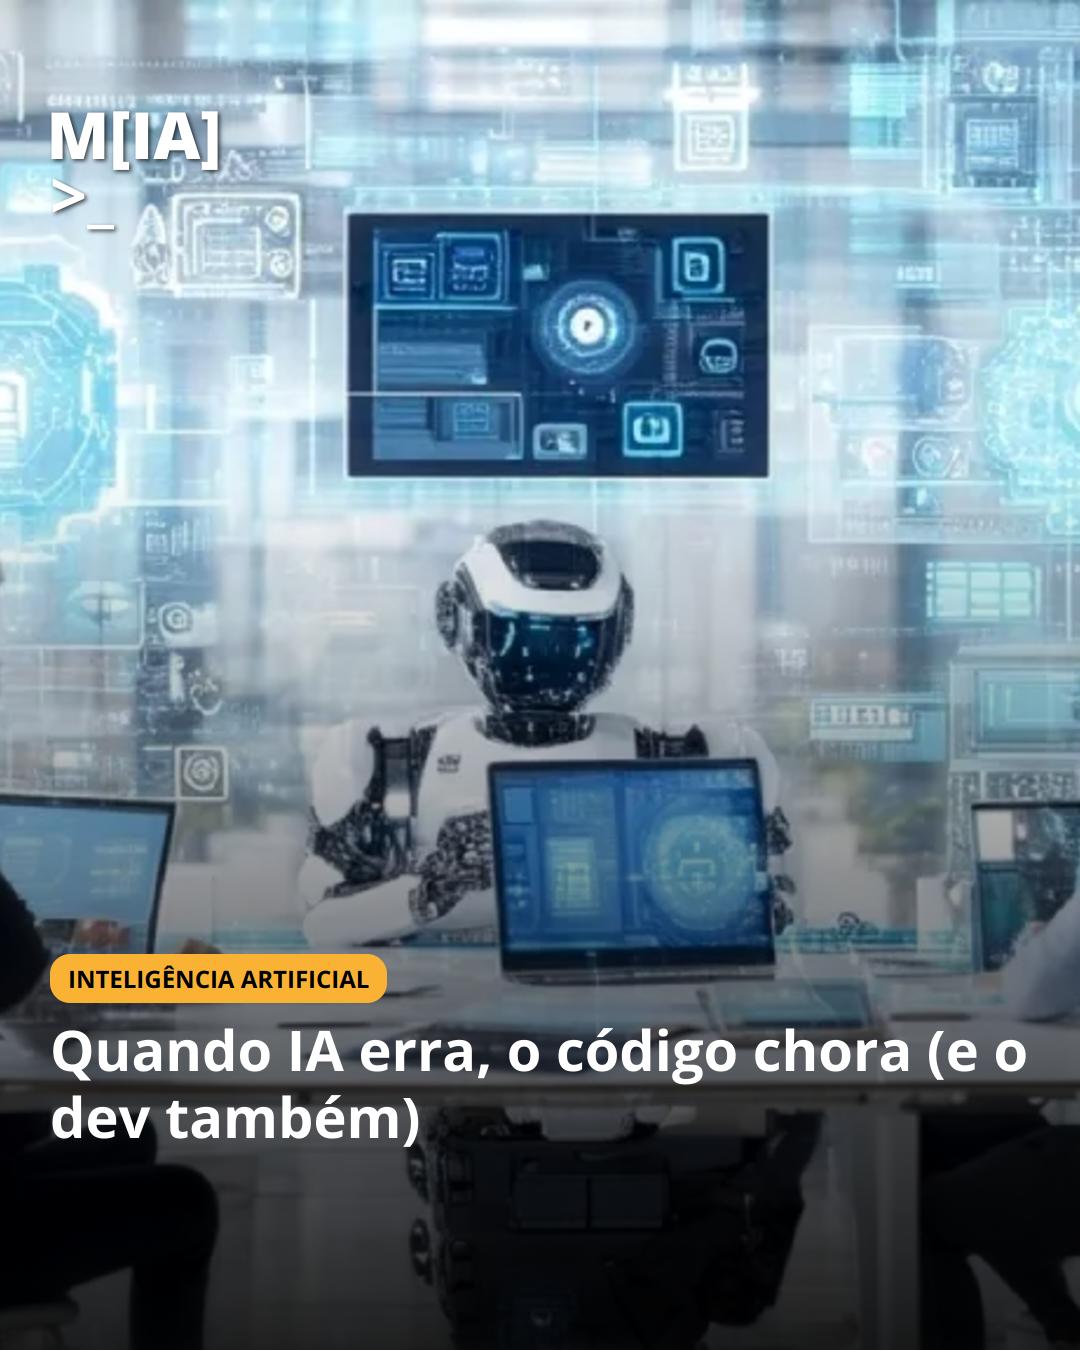 M[IA]
>_
INTELIGÊNCIA ARTIFICIAL
Quando IA erra, o código chora (e o
dev também)